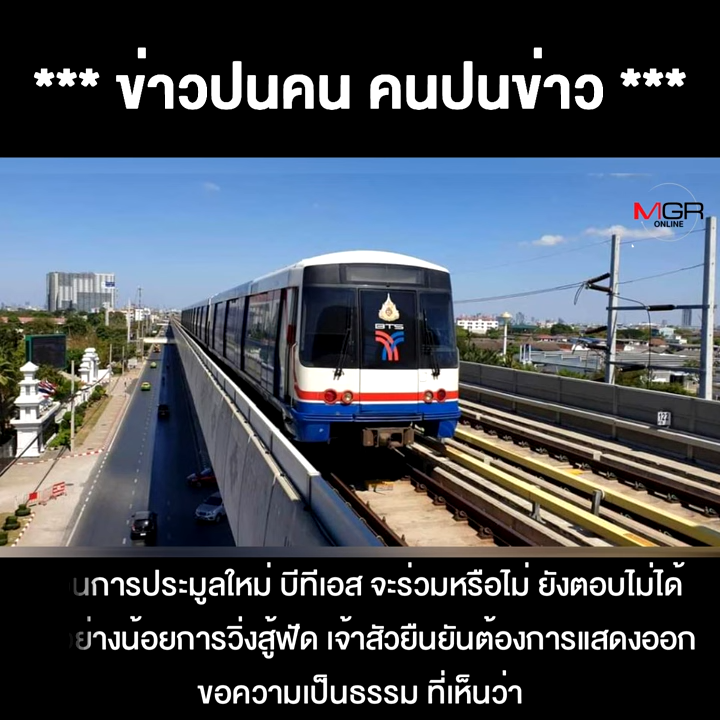 *** ข่าวปนคน คนปนข่าว ***
MGR
ONLINE
BTS
นการประมูลใหม่ บีทีเอส จะร่วมหรือไม่ ยังตอบไม่ได้
ย่างน้อยการวิ่งสู้ฟัด เจ้าสัวยืนยันต้องการแสดงออก
ขอความเป็นธรรม ที่เห็นว่า